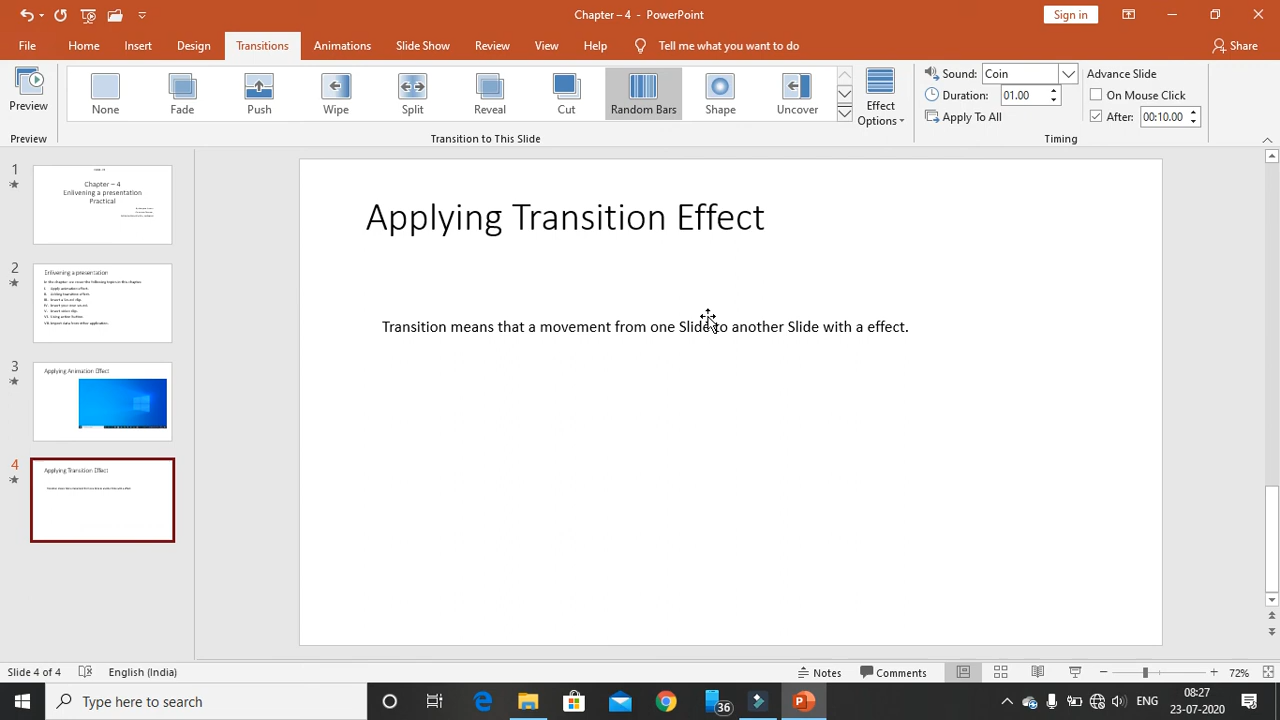 Chapter – 4 - PowerPoint
Sign in
File Home Insert Design Transitions Animations Slide Show Review View Help Tell me what you want to do Share
Preview None Fade Push Wipe Split Reveal Cut Random Bars Shape Uncover Effect Options
Sound: Coin Advance Slide
Duration: 01.00 On Mouse Click
Apply To All After: 00:10.00
Preview Transition to This Slide Timing
1
Chapter – 4
Enlivening a presentation
Practical
2
Enlivening a presentation
3
Applying Animation Effect
4
Applying Transition Effect
Applying Transition Effect
Transition means that a movement from one Slide to another Slide with a effect.
Slide 4 of 4 English (India) Notes Comments 72%
Type here to search 36 ENG 08:27
23-07-2020